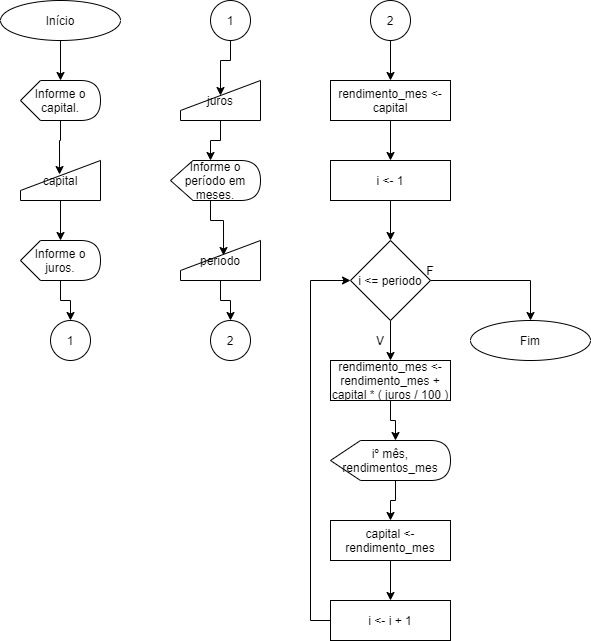 Início
Informe o
capital.
capital
Informe o
juros.
1
1
juros
Informe o
período em
meses.
periodo
2
2
rendimento_mes <-
capital
i <- 1
i <= periodo
F
V
Fim
rendimento_mes <-
rendimento_mes +
capital * ( juros / 100 )
iº mês,
rendimentos_mes
capital <-
rendimento_mes
i <- i + 1